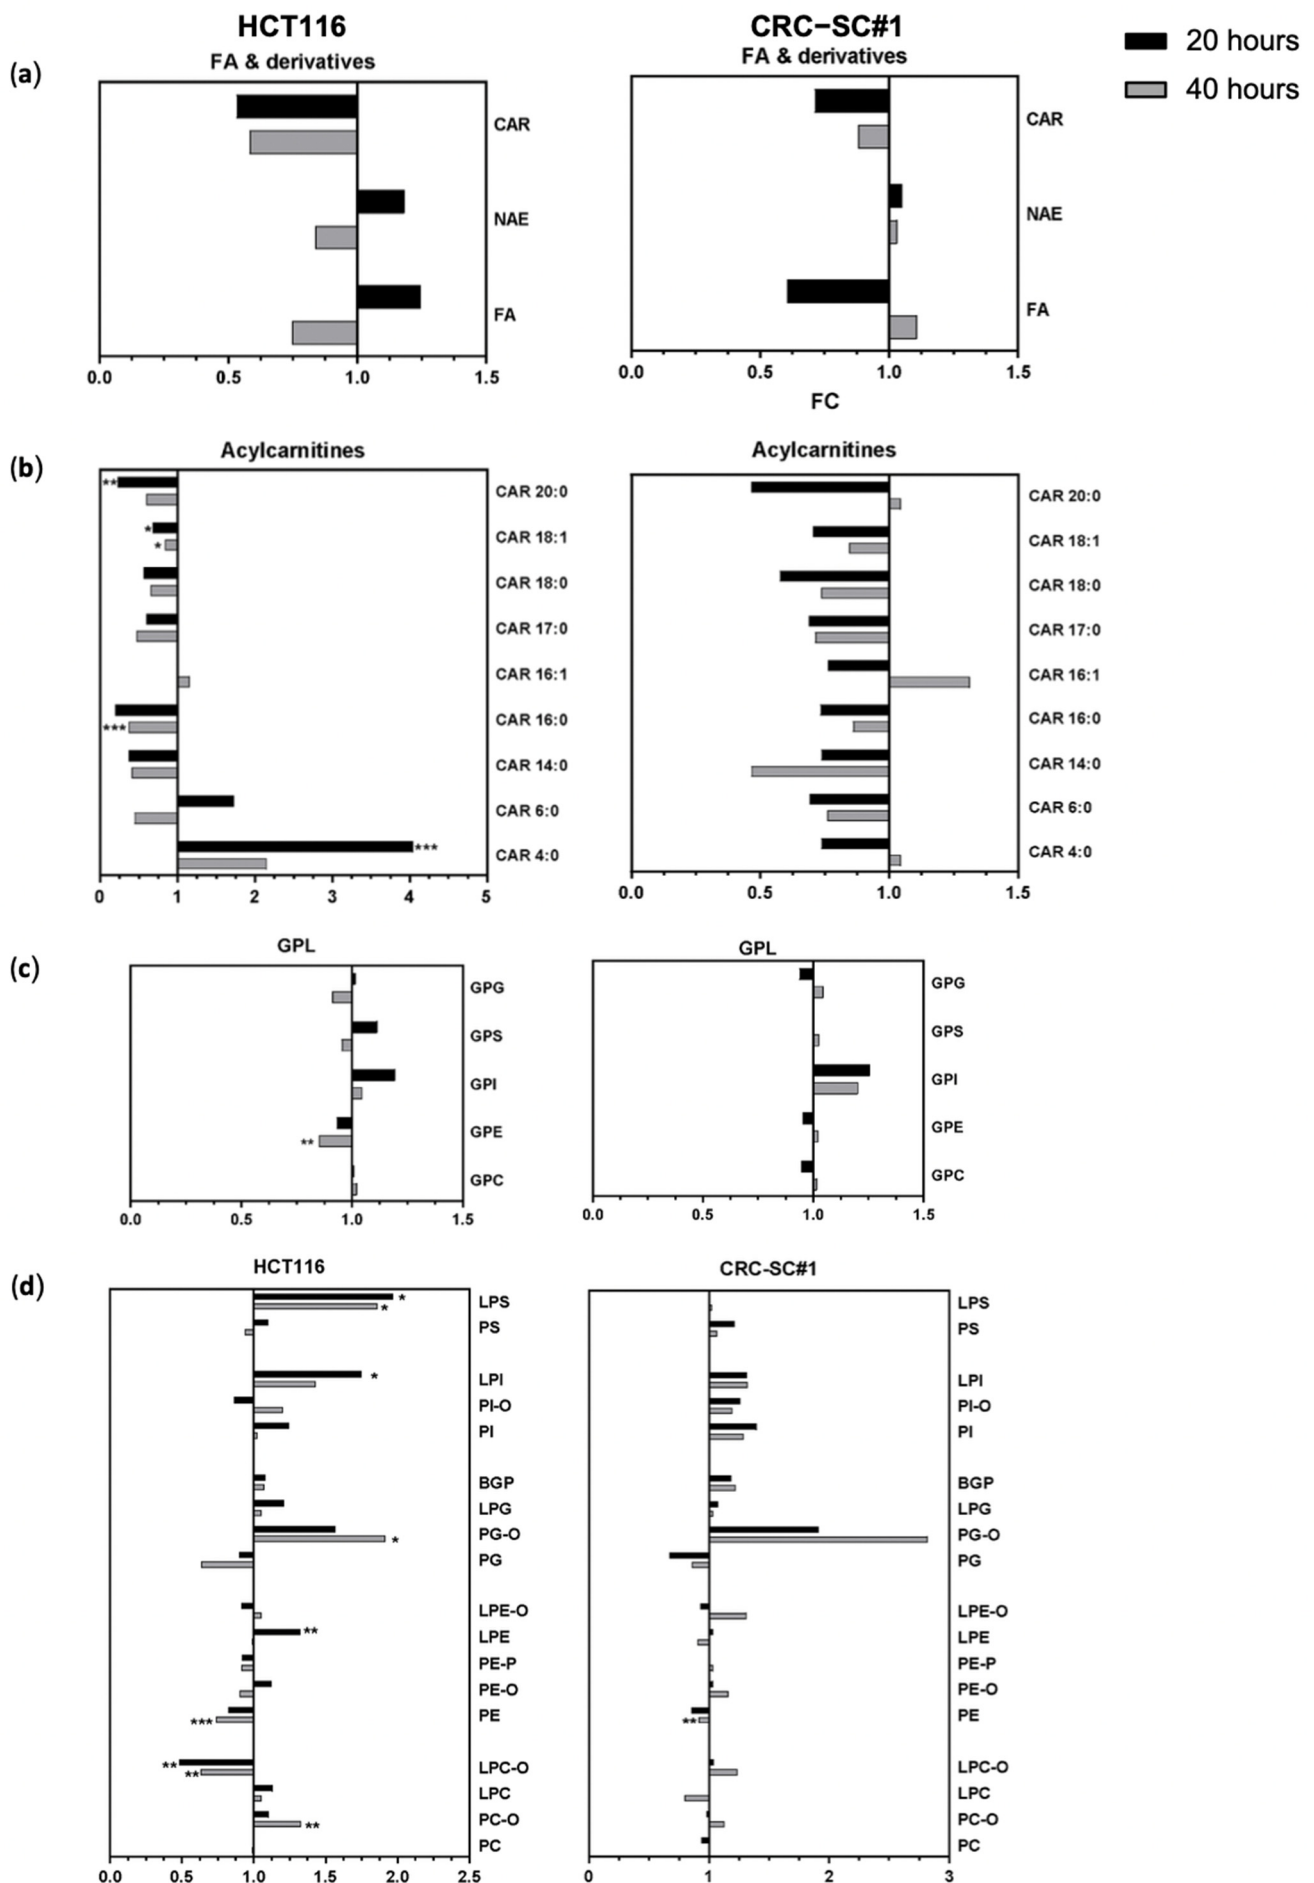 HCT116
CRC−SC#1
20 hours
40 hours
(a)
FA & derivatives
CAR
NAE
FA
0.0 0.5 1.0 1.5
FA & derivatives
CAR
NAE
FA
0.0 0.5 1.0 1.5
FC
(b)
Acylcarnitines
** CAR 20:0
* CAR 18:1
*
CAR 18:0
CAR 17:0
CAR 16:1
CAR 16:0
***
CAR 14:0
CAR 6:0
*** CAR 4:0
0 1 2 3 4 5
Acylcarnitines
CAR 20:0
CAR 18:1
CAR 18:0
CAR 17:0
CAR 16:1
CAR 16:0
CAR 14:0
CAR 6:0
CAR 4:0
0.0 0.5 1.0 1.5
(c)
GPL
GPG
GPS
GPI
GPE
**
GPC
0.0 0.5 1.0 1.5
GPL
GPG
GPS
GPI
GPE
GPC
0.0 0.5 1.0 1.5
(d)
HCT116
* LPS
*
PS
* LPI
PI-O
PI
BGP
LPG
PG-O
*
PG
LPE-O
** LPE
PE-P
PE-O
PE
***
** LPC-O
**
LPC
PC-O
**
PC
0.0 0.5 1.0 1.5 2.0 2.5
CRC-SC#1
LPS
PS
LPI
PI-O
PI
BGP
LPG
PG-O
PG
LPE-O
LPE
PE-P
PE-O
PE
**
LPC-O
LPC
PC-O
PC
0 1 2 3